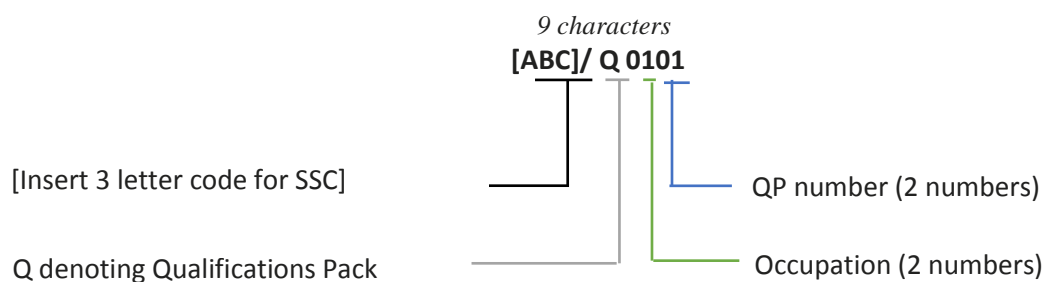 9 characters
[ABC]/ Q 0101
[Insert 3 letter code for SSC]
QP number (2 numbers)
Q denoting Qualifications Pack
Occupation (2 numbers)